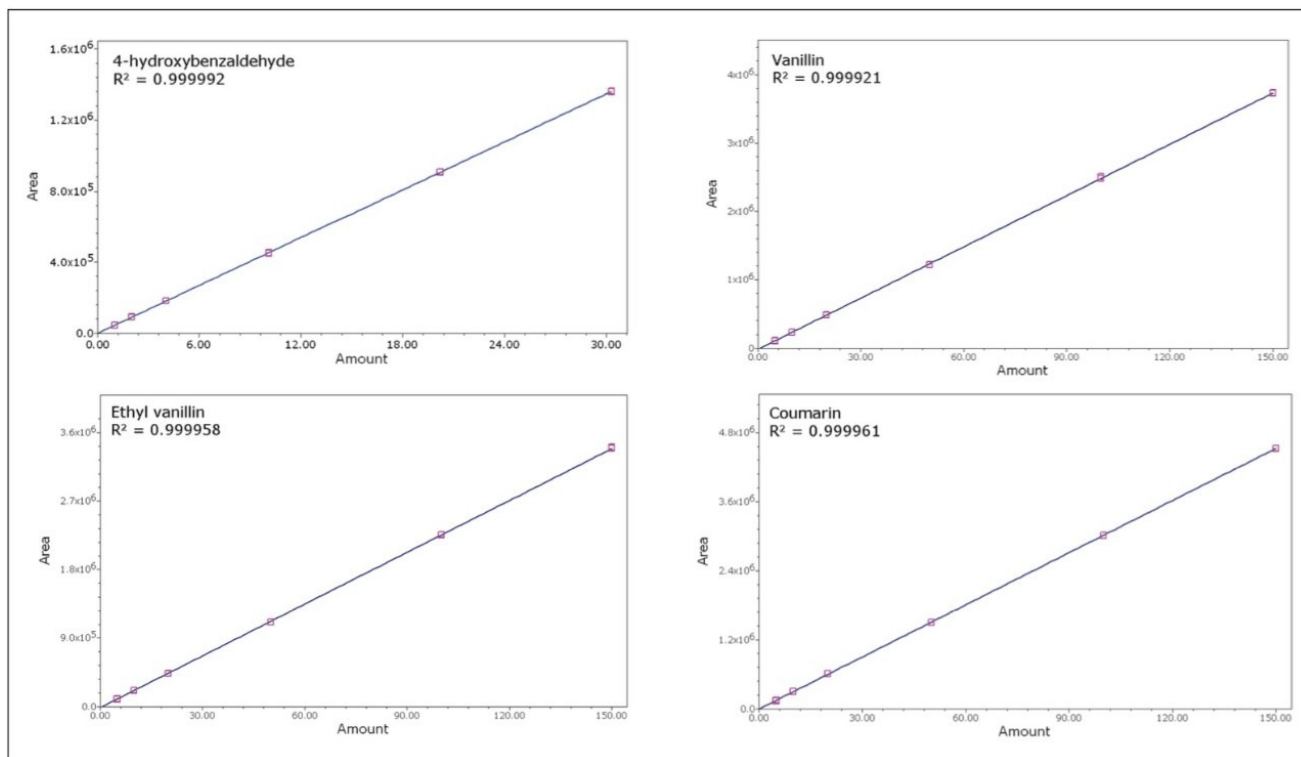 4-hydroxybenzaldehyde
R² = 0.999992
1.6x10⁶
1.2x10⁶
8.0x10⁵
4.0x10⁵
0.0
Area
0.00 6.00 12.00 18.00 24.00 30.00
Amount
Vanillin
R² = 0.999921
4x10⁶
3x10⁶
2x10⁶
1x10⁶
0
Area
0.00 30.00 60.00 90.00 120.00 150.00
Amount
Ethyl vanillin
R² = 0.999958
3.6x10⁶
2.7x10⁶
1.8x10⁶
9.0x10⁵
0.0
Area
0.00 30.00 60.00 90.00 120.00 150.00
Amount
Coumarin
R² = 0.999961
4.8x10⁶
3.6x10⁶
2.4x10⁶
1.2x10⁶
0.0
Area
0.00 30.00 60.00 90.00 120.00 150.00
Amount